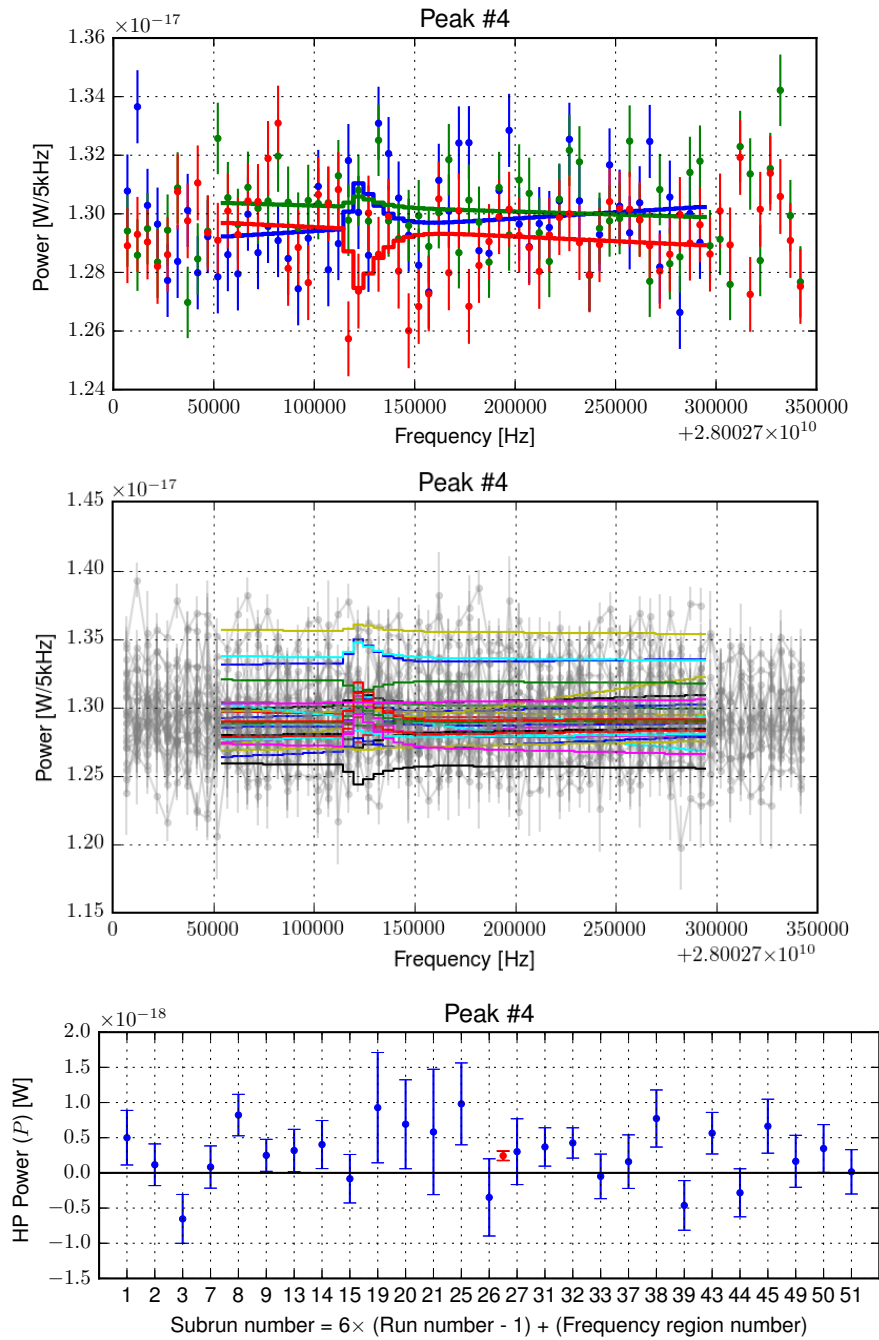 Peak #4
×10⁻¹⁷
Power [W/5kHz]
1.36
1.34
1.32
1.30
1.28
1.26
1.24
0 50000 100000 150000 200000 250000 300000 350000
Frequency [Hz]
+2.80027×10¹⁰
Peak #4
×10⁻¹⁷
Power [W/5kHz]
1.45
1.40
1.35
1.30
1.25
1.20
1.15
0 50000 100000 150000 200000 250000 300000 350000
Frequency [Hz]
+2.80027×10¹⁰
Peak #4
×10⁻¹⁸
HP Power (P) [W]
2.0
1.5
1.0
0.5
0.0
−0.5
−1.0
−1.5
1 2 3 7 8 9 13 14 15 19 20 21 25 26 27 31 32 33 37 38 39 43 44 45 49 50 51
Subrun number = 6× (Run number - 1) + (Frequency region number)